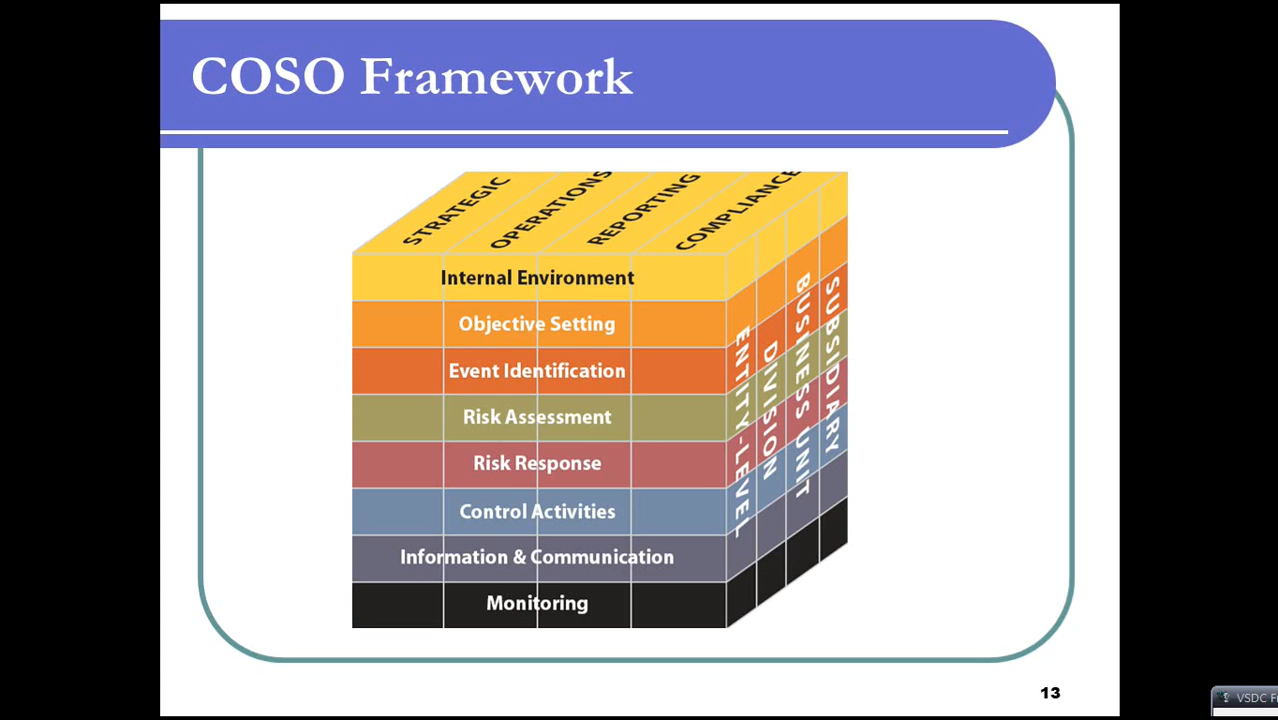 COSO Framework
STRATEGIC
OPERATIONS
REPORTING
COMPLIANCE
Internal Environment
Objective Setting
Event Identification
Risk Assessment
Risk Response
Control Activities
Information & Communication
Monitoring
ENTITY-LEVEL
DIVISION
BUSINESS UNIT
SUBSIDIARY
13
VSDC